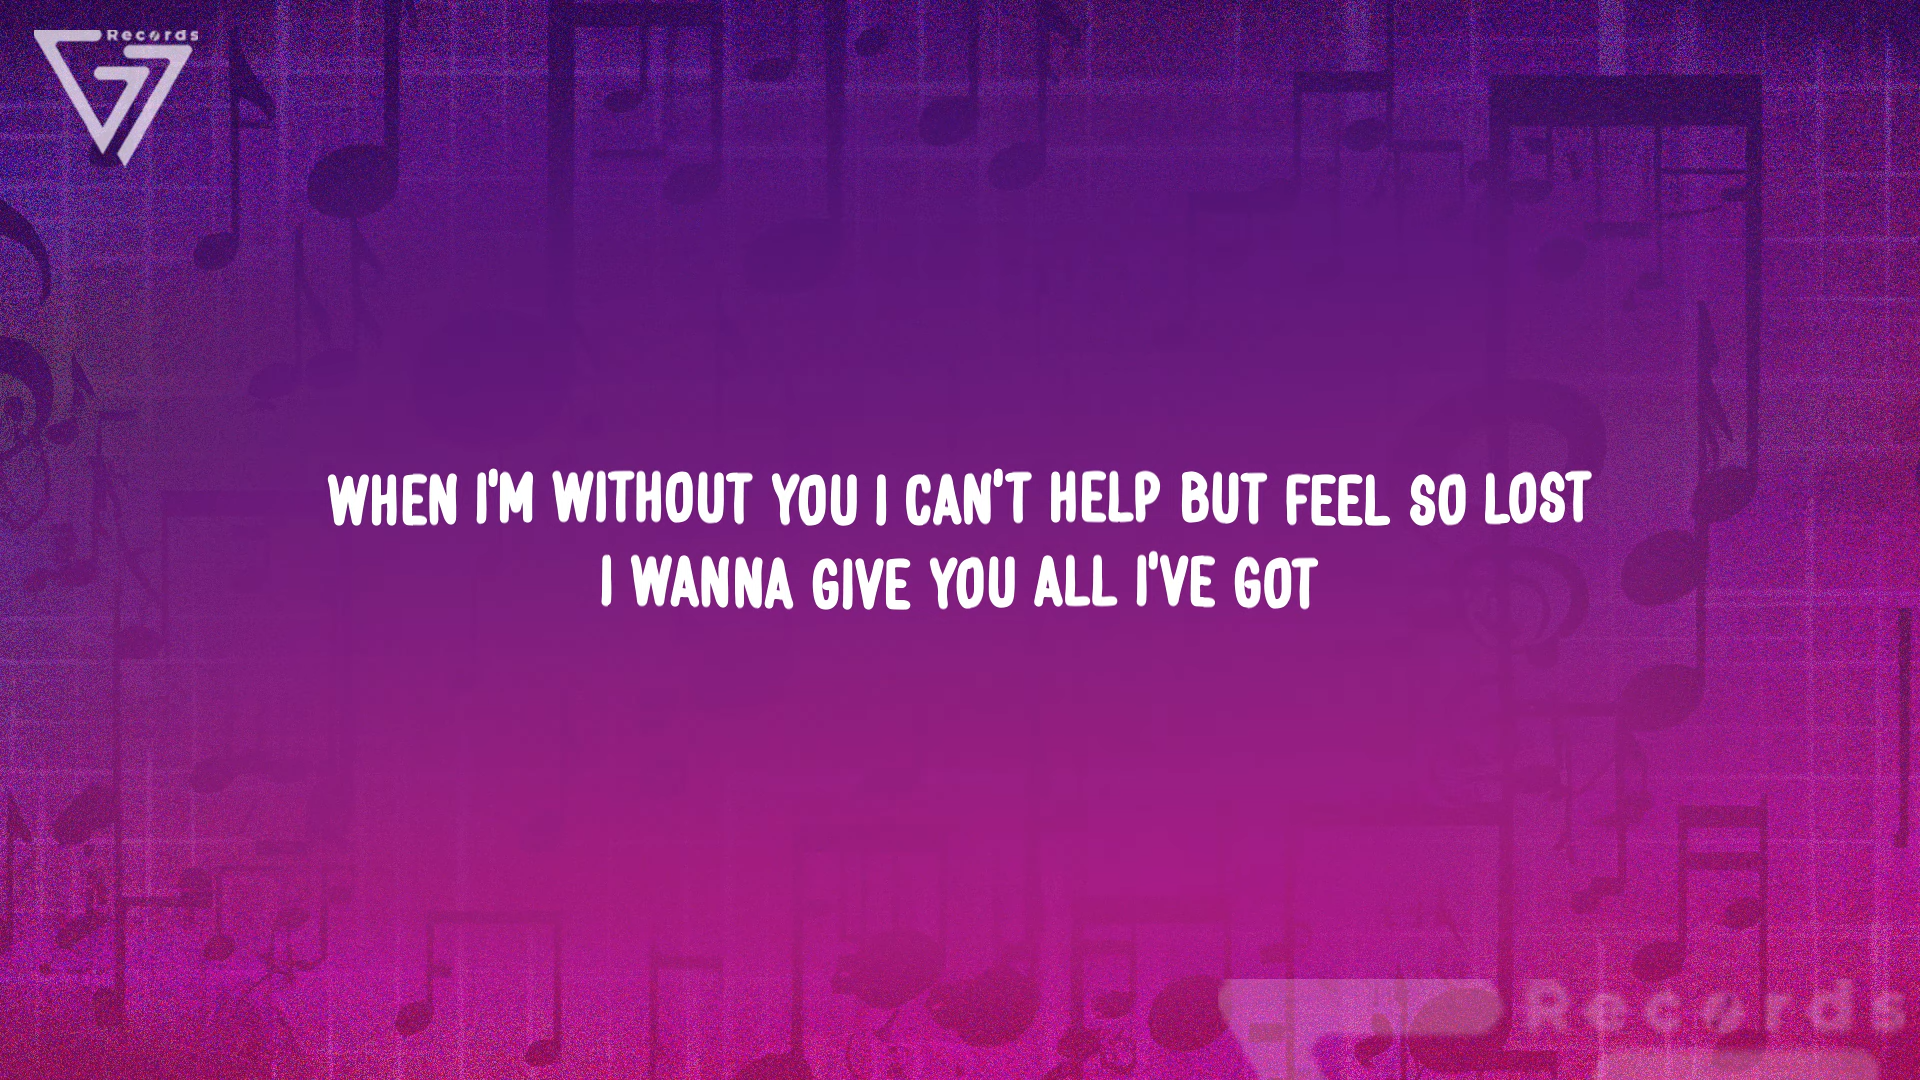 Records
WHEN I'M WITHOUT YOU I CAN'T HELP BUT FEEL SO LOST
I WANNA GIVE YOU ALL I'VE GOT
Records